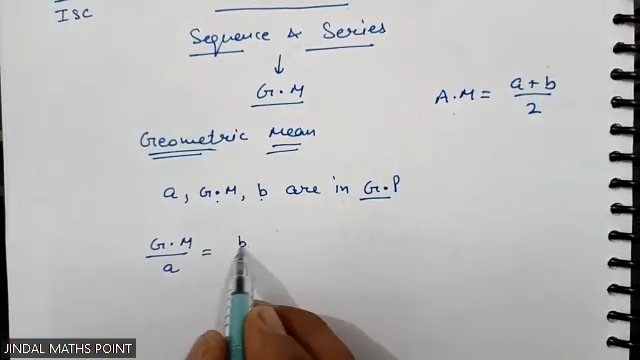 ISC
Sequence & Series
↓
G.M
A.M = a+b / 2
Geometric Mean
a, G.M, b are in G.P
G.M / a = b
JINDAL MATHS POINT